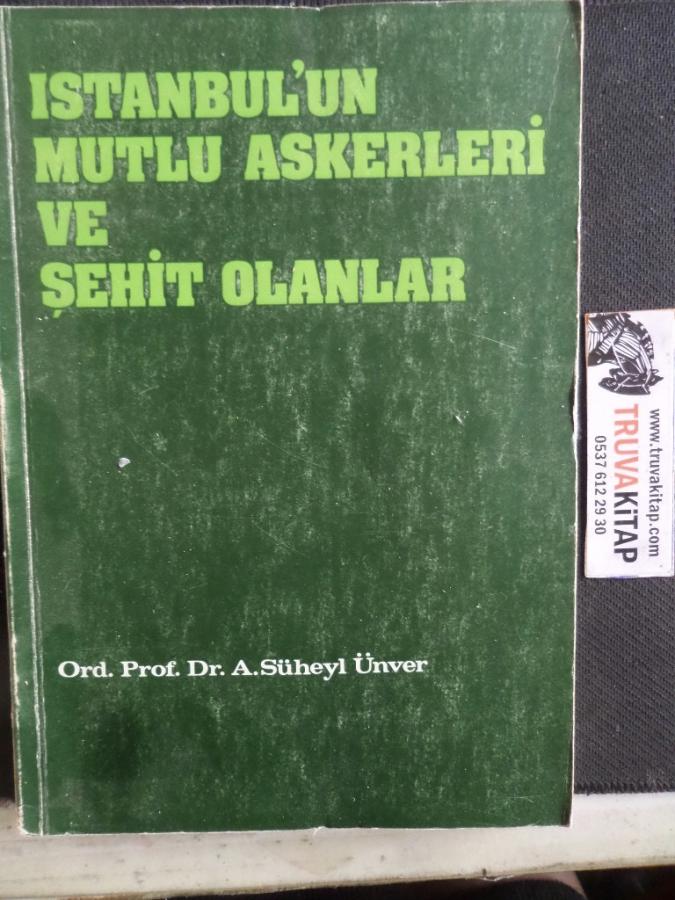 ISTANBUL'UN
MUTLU ASKERLERİ
VE
ŞEHİT OLANLAR
Ord. Prof. Dr. A.Süheyl Ünver
www.truvakitap.com
TRUVAKİTAP
0537 612 29 30